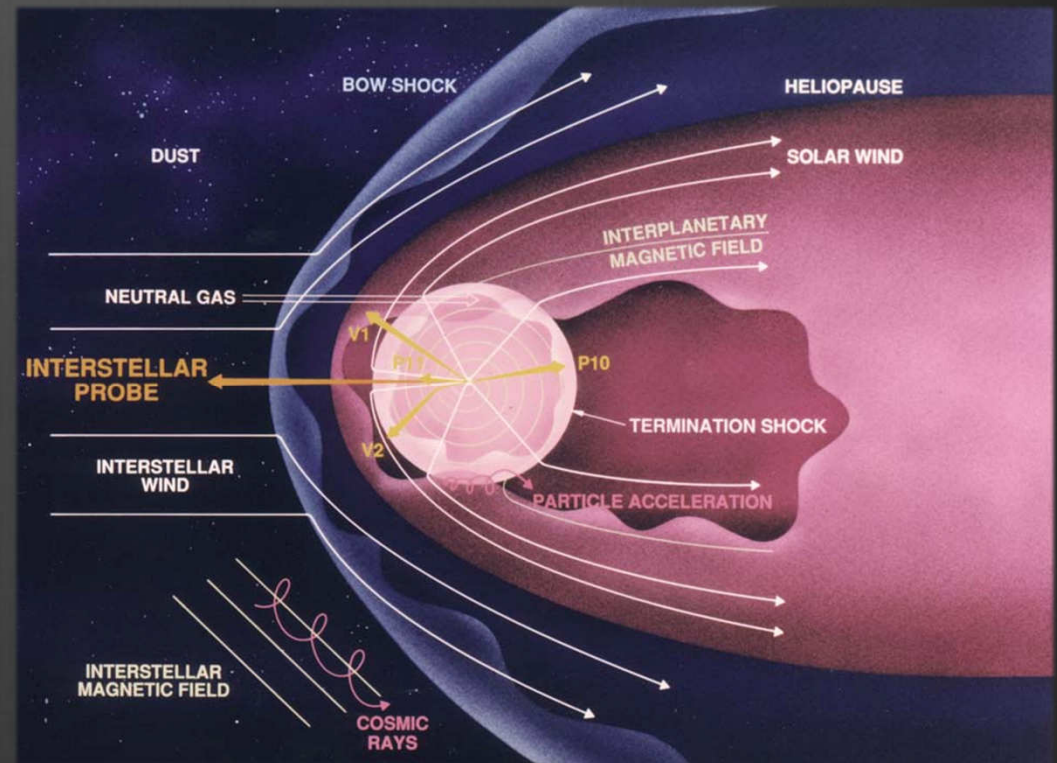 BOW SHOCK
HELIOPAUSE
DUST
SOLAR WIND
INTERPLANETARY
MAGNETIC FIELD
NEUTRAL GAS
V1
P11
P10
INTERSTELLAR
PROBE
TERMINATION SHOCK
V2
INTERSTELLAR
WIND
PARTICLE ACCELERATION
INTERSTELLAR
MAGNETIC FIELD
COSMIC
RAYS